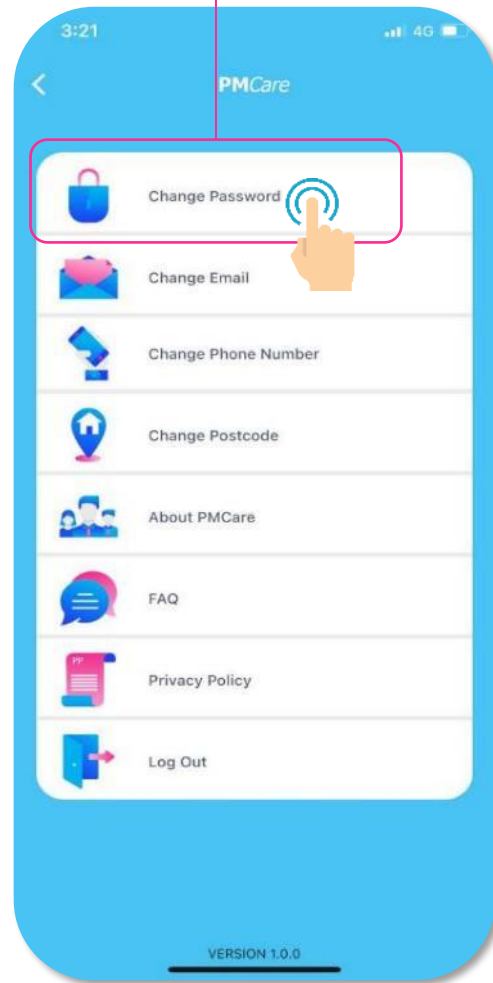 3:21 4G
PMCare
Change Password
Change Email
Change Phone Number
Change Postcode
About PMCare
FAQ
PP
Privacy Policy
Log Out
VERSION 1.0.0